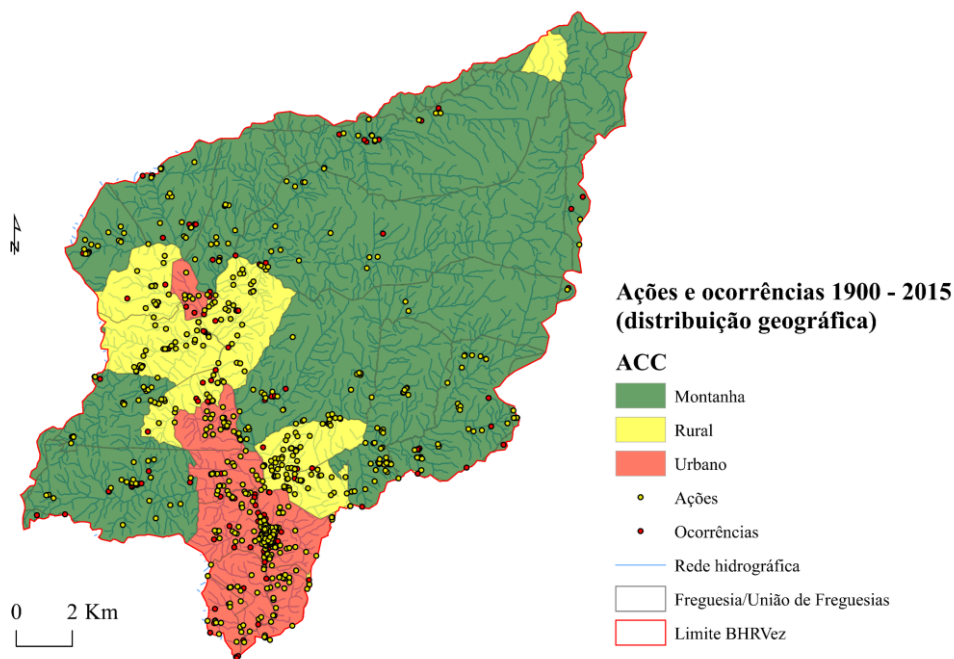 N
Ações e ocorrências 1900 - 2015
(distribuição geográfica)
ACC
Montanha
Rural
Urbano
Ações
Ocorrências
Rede hidrográfica
Freguesia/União de Freguesias
Limite BHRVez
0 2 Km